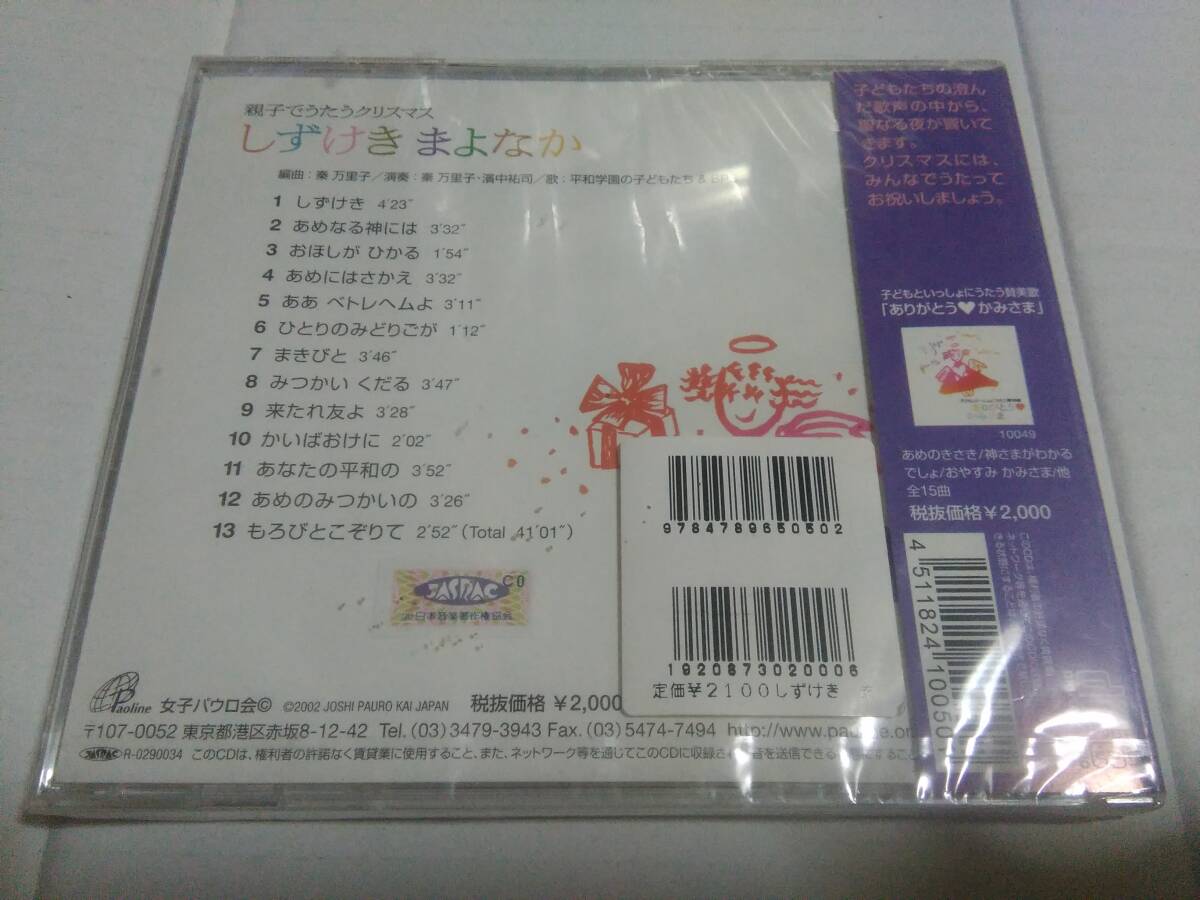 親子でうたうクリスマス
しずけき まよなか
編曲：秦 万里子／演奏：秦 万里子・濱中祐司／歌：平和学園の子どもたち &
1 しずけき 4'23"
2 あめなる神には 3'32"
3 おほしが ひかる 1'54"
4 あめにはさかえ 3'32"
5 ああ ベトレヘムよ 3'11"
6 ひとりのみどりごが 1'12"
7 まきびと 3'46"
8 みつかい くだる 3'47"
9 来たれ友よ 3'28"
10 かいばおけに 2'02"
11 あなたの平和の 3'52"
12 あめのみつかいの 3'26"
13 もろびとこぞりて 2'52" (Total 41'01")
JASRAC
C0
9784789650502
1920873020006
定価¥2100しずけき
Paoline 女子パウロ会© ©2002 JOSHI PAURO KAI JAPAN 税抜価格 ¥2,000
〒107-0052 東京都港区赤坂8-12-42 Tel. (03) 3479-3943 Fax. (03) 5474-7494 http://www.pauline.or
JASRAC R-0290034 このCDは、権利者の許諾なく賃貸業に使用すること、また、ネットワーク等を通じてこのCDに収録された音を送信できる
子どもたちの澄ん
だ歌声の中から、
聖なる夜が響いて
きます。
クリスマスには、
みんなでうたって
お祝いしましょう。
子どもといっしょにうたう賛美歌
「ありがとう♥かみさま」
10049
あめのきさき/神さまがわかる
でしょ/おやすみ かみさま/他
全15曲
税抜価格¥2,000
4 511824 10050